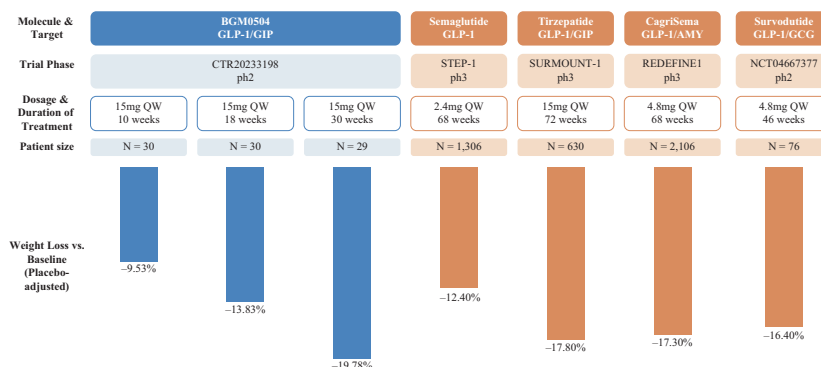 Molecule & Target
BGM0504 GLP-1/GIP
Semaglutide GLP-1
Tirzepatide GLP-1/GIP
CagriSema GLP-1/AMY
Survodutide GLP-1/GCG
Trial Phase
CTR20233198 ph2
STEP-1 ph3
SURMOUNT-1 ph3
REDEFINE1 ph3
NCT04667377 ph2
Dosage & Duration of Treatment
15mg QW 10 weeks
15mg QW 18 weeks
15mg QW 30 weeks
2.4mg QW 68 weeks
15mg QW 72 weeks
4.8mg QW 68 weeks
4.8mg QW 46 weeks
Patient size
N = 30
N = 30
N = 29
N = 1,306
N = 630
N = 2,106
N = 76
Weight Loss vs. Baseline (Placebo-adjusted)
–9.53%
–13.83%
–19.78%
–12.40%
–17.80%
–17.30%
–16.40%